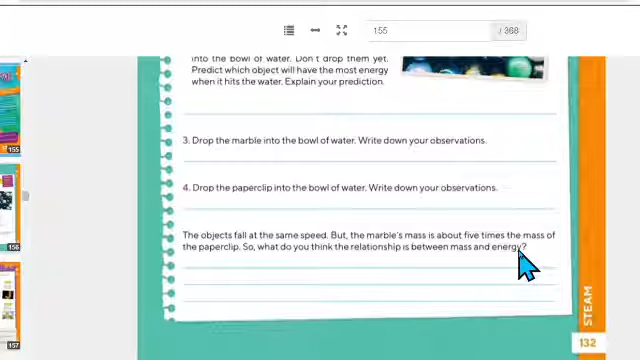 155 / 368
into the bowl of water. Don't drop them yet.
Predict which object will have the most energy
when it hits the water. Explain your prediction.
3. Drop the marble into the bowl of water. Write down your observations.
4. Drop the paperclip into the bowl of water. Write down your observations.
The objects fall at the same speed. But, the marble's mass is about five times the mass of
the paperclip. So, what do you think the relationship is between mass and energy?
155
156
157
STEAM
132